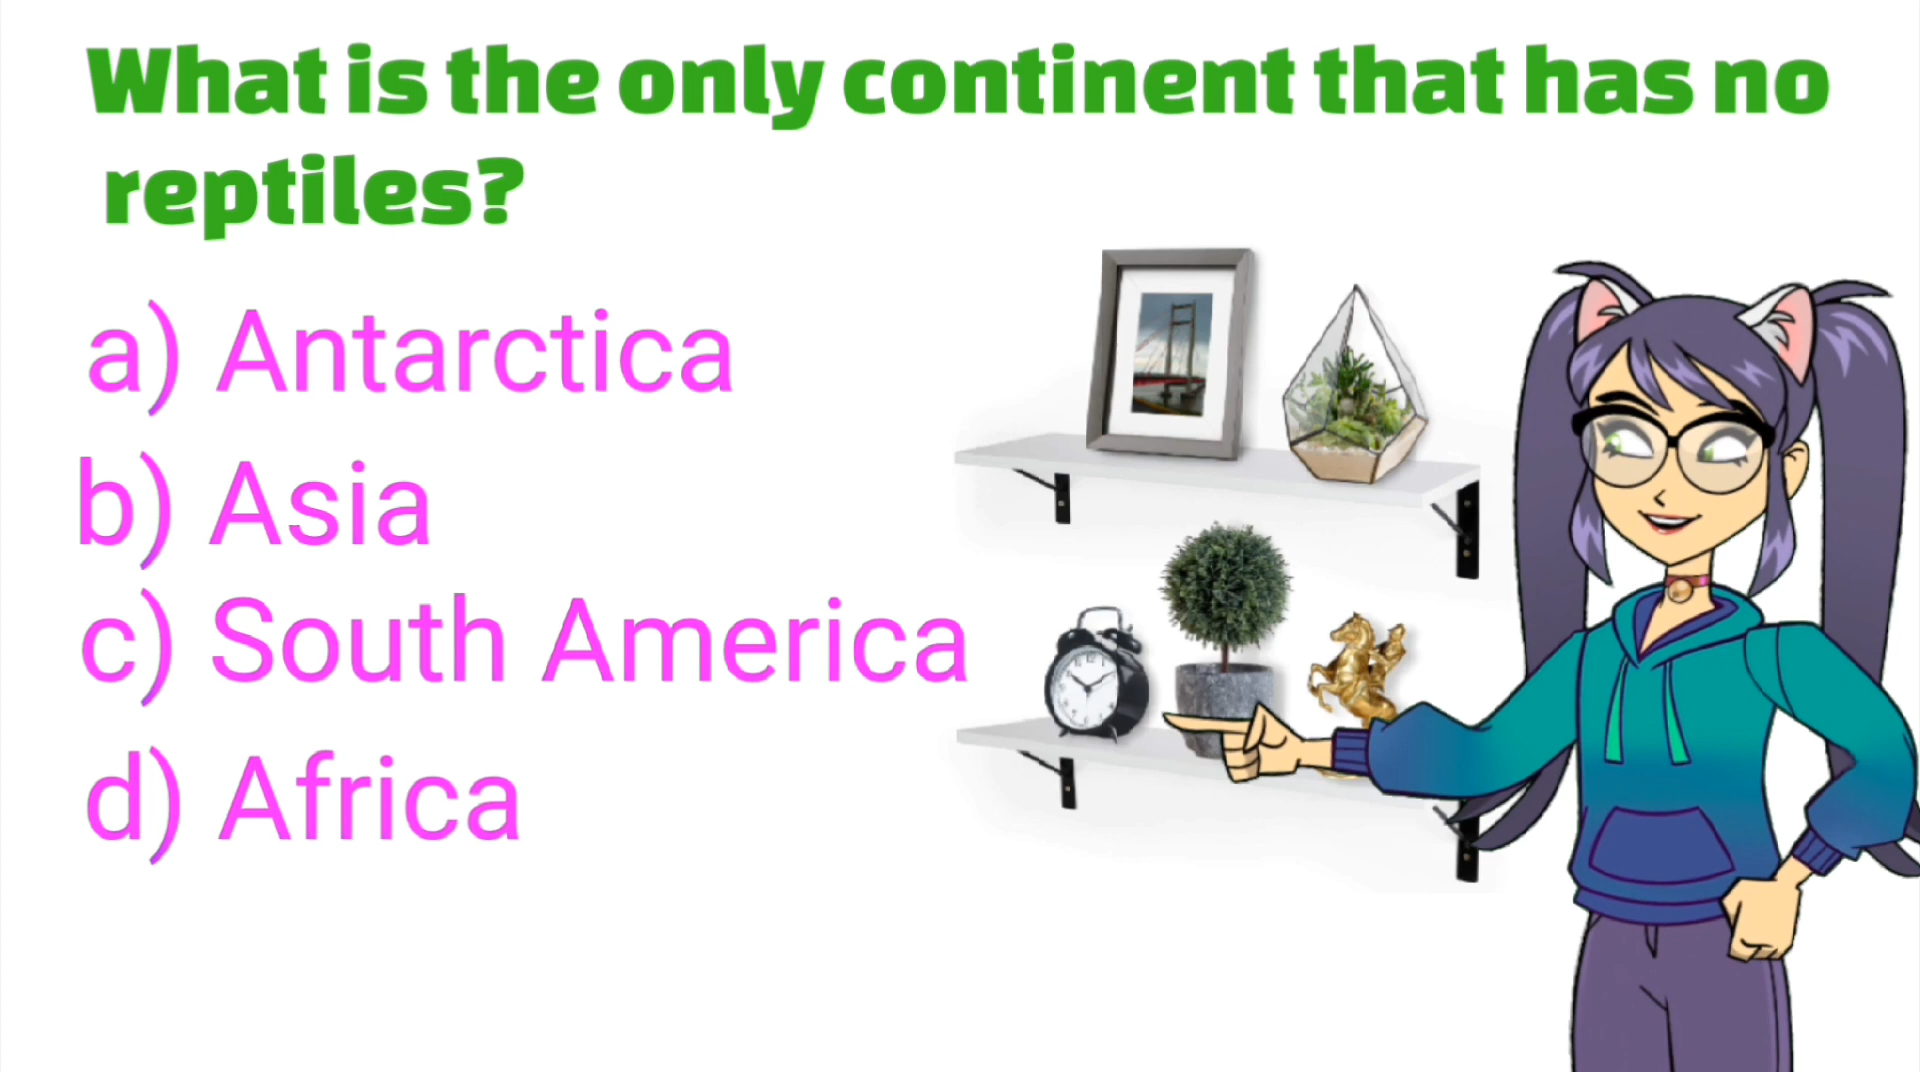 What is the only continent that has no
reptiles?
a) Antarctica
b) Asia
c) South America
d) Africa